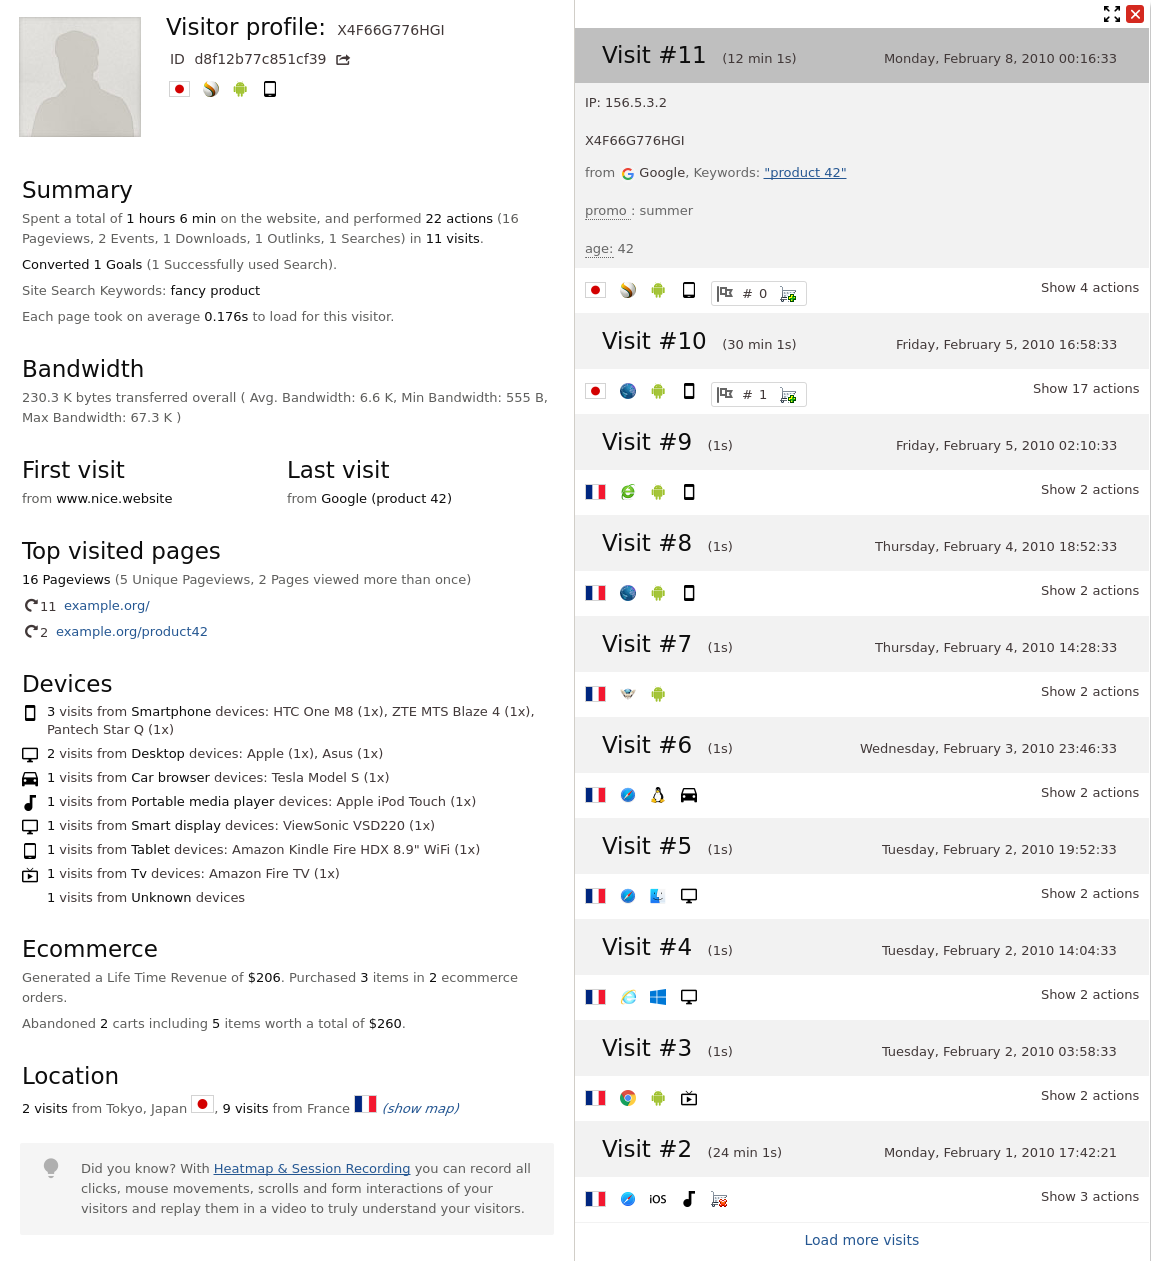 Visitor profile: X4F66G776HGI
ID d8f12b77c851cf39
Summary
Spent a total of 1 hours 6 min on the website, and performed 22 actions (16
Pageviews, 2 Events, 1 Downloads, 1 Outlinks, 1 Searches) in 11 visits.
Converted 1 Goals (1 Successfully used Search).
Site Search Keywords: fancy product
Each page took on average 0.176s to load for this visitor.
Bandwidth
230.3 K bytes transferred overall ( Avg. Bandwidth: 6.6 K, Min Bandwidth: 555 B,
Max Bandwidth: 67.3 K )
First visit
from www.nice.website
Last visit
from Google (product 42)
Top visited pages
16 Pageviews (5 Unique Pageviews, 2 Pages viewed more than once)
11 example.org/
2 example.org/product42
Devices
3 visits from Smartphone devices: HTC One M8 (1x), ZTE MTS Blaze 4 (1x),
Pantech Star Q (1x)
2 visits from Desktop devices: Apple (1x), Asus (1x)
1 visits from Car browser devices: Tesla Model S (1x)
1 visits from Portable media player devices: Apple iPod Touch (1x)
1 visits from Smart display devices: ViewSonic VSD220 (1x)
1 visits from Tablet devices: Amazon Kindle Fire HDX 8.9" WiFi (1x)
1 visits from Tv devices: Amazon Fire TV (1x)
1 visits from Unknown devices
Ecommerce
Generated a Life Time Revenue of $206. Purchased 3 items in 2 ecommerce
orders.
Abandoned 2 carts including 5 items worth a total of $260.
Location
2 visits from Tokyo, Japan , 9 visits from France (show map)
Did you know? With Heatmap & Session Recording you can record all
clicks, mouse movements, scrolls and form interactions of your
visitors and replay them in a video to truly understand your visitors.
Visit #11 (12 min 1s) Monday, February 8, 2010 00:16:33
IP: 156.5.3.2
X4F66G776HGI
from Google, Keywords: "product 42"
promo : summer
age: 42
# 0 Show 4 actions
Visit #10 (30 min 1s) Friday, February 5, 2010 16:58:33
# 1 Show 17 actions
Visit #9 (1s) Friday, February 5, 2010 02:10:33
Show 2 actions
Visit #8 (1s) Thursday, February 4, 2010 18:52:33
Show 2 actions
Visit #7 (1s) Thursday, February 4, 2010 14:28:33
Show 2 actions
Visit #6 (1s) Wednesday, February 3, 2010 23:46:33
Show 2 actions
Visit #5 (1s) Tuesday, February 2, 2010 19:52:33
Show 2 actions
Visit #4 (1s) Tuesday, February 2, 2010 14:04:33
Show 2 actions
Visit #3 (1s) Tuesday, February 2, 2010 03:58:33
Show 2 actions
Visit #2 (24 min 1s) Monday, February 1, 2010 17:42:21
iOS Show 3 actions
Load more visits